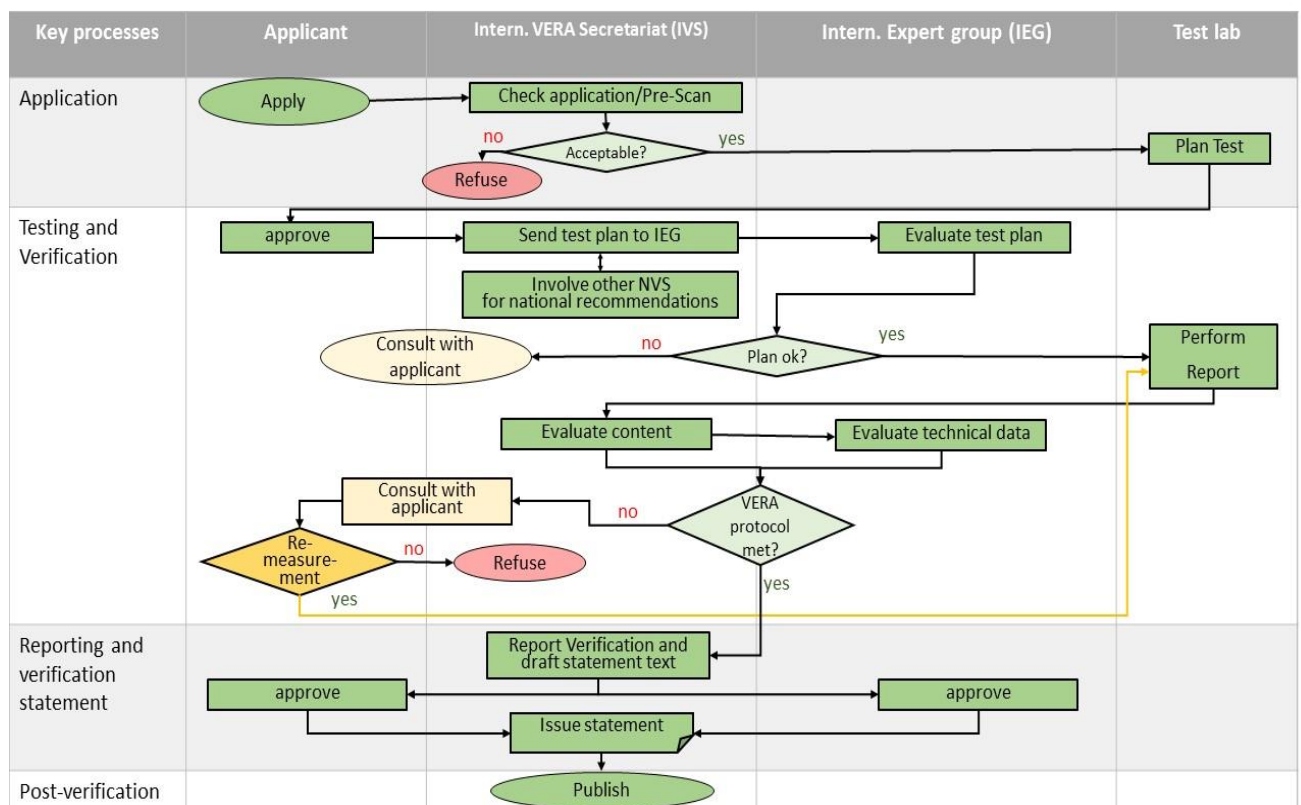 Key processes
Applicant
Intern. VERA Secretariat (IVS)
Intern. Expert group (IEG)
Test lab
Application
Apply
Check application/Pre-Scan
no
Acceptable?
yes
Plan Test
Refuse
Testing and
Verification
approve
Send test plan to IEG
Evaluate test plan
Involve other NVS
for national recommendations
Consult with
applicant
no
Plan ok?
yes
Perform
Report
Evaluate content
Evaluate technical data
Consult with
applicant
no
VERA
protocol
met?
Re-
measure-
ment
no
Refuse
yes
yes
Reporting and
verification
statement
Report Verification and
draft statement text
approve
approve
Issue statement
Post-verification
Publish